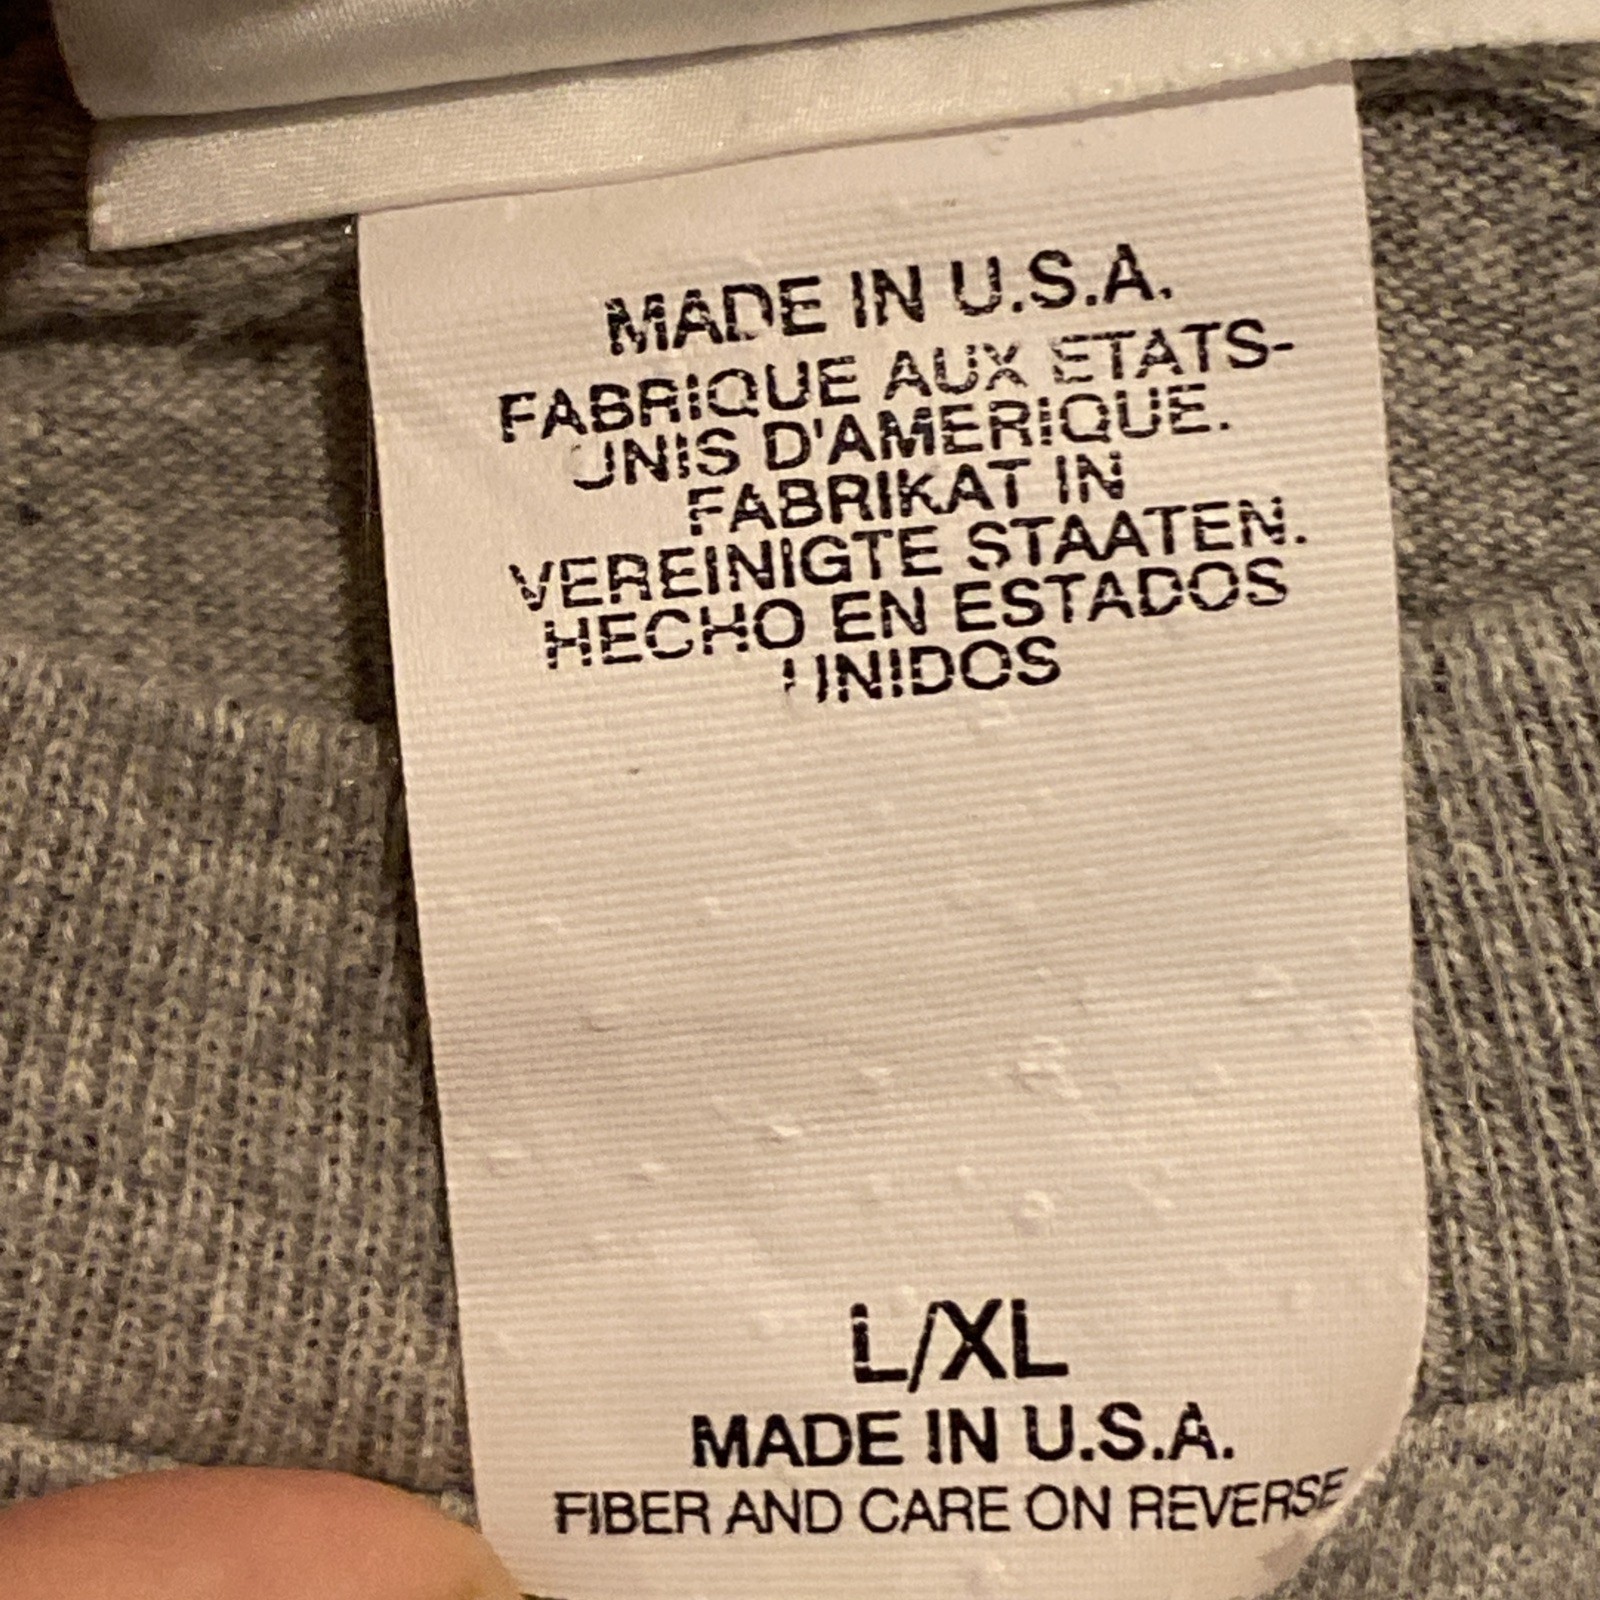 MADE IN U.S.A.
FABRIQUE AUX ETATS-
UNIS D'AMERIQUE.
FABRIKAT IN
VEREINIGTE STAATEN.
HECHO EN ESTADOS
UNIDOS
L/XL
MADE IN U.S.A.
FIBER AND CARE ON REVERSE